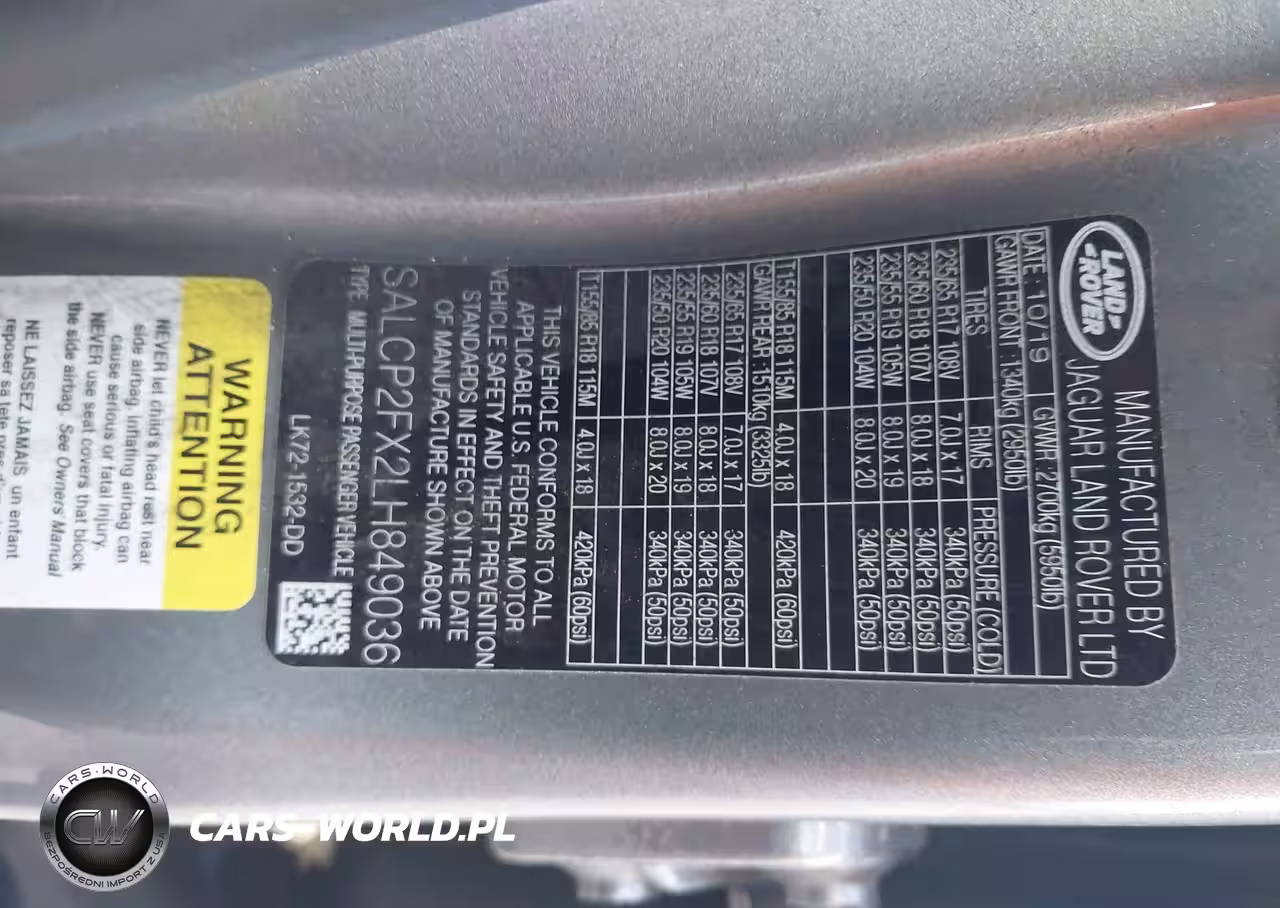 LAND-
-ROVER
MANUFACTURED BY
JAGUAR LAND ROVER LTD
DATE : 10/19 GVWR :2700kg (5950lb)
GAWR FRONT :1340kg (2950lb)
TIRES RIMS PRESSURE (COLD)
235/65 R17 108V 7.0J x 17 340kPa (50psi)
235/60 R18 107V 8.0J x 18 340kPa (50psi)
235/55 R19 105W 8.0J x 19 340kPa (50psi)
235/50 R20 104W 8.0J x 20 340kPa (50psi)
T155/85 R18 115M 4.0J x 18 420kPa (60psi)
GAWR REAR :1510kg (3325lb)
235/65 R17 108V 7.0J x 17 340kPa (50psi)
235/60 R18 107V 8.0J x 18 340kPa (50psi)
235/55 R19 105W 8.0J x 19 340kPa (50psi)
235/50 R20 104W 8.0J x 20 340kPa (50psi)
T155/85 R18 115M 4.0J x 18 420kPa (60psi)
THIS VEHICLE CONFORMS TO ALL
APPLICABLE U.S. FEDERAL MOTOR
VEHICLE SAFETY AND THEFT PREVENTION
STANDARDS IN EFFECT ON THE DATE
OF MANUFACTURE SHOWN ABOVE
SALCP2FX2LH849036
TYPE: MULTI-PURPOSE PASSENGER VEHICLE
LK72-1532-DD
WARNING
ATTENTION
NEVER let child's head rest near
side airbag. Inflating airbag can
cause serious or fatal injury.
NEVER use seat covers that block
the side airbag. See Owners' Manual
NE LAISSEZ JAMAIS un enfant
reposer sa tete
CARS·WORLD
CW
BEZPOŚREDNI IMPORT Z USA
CARS-WORLD.PL